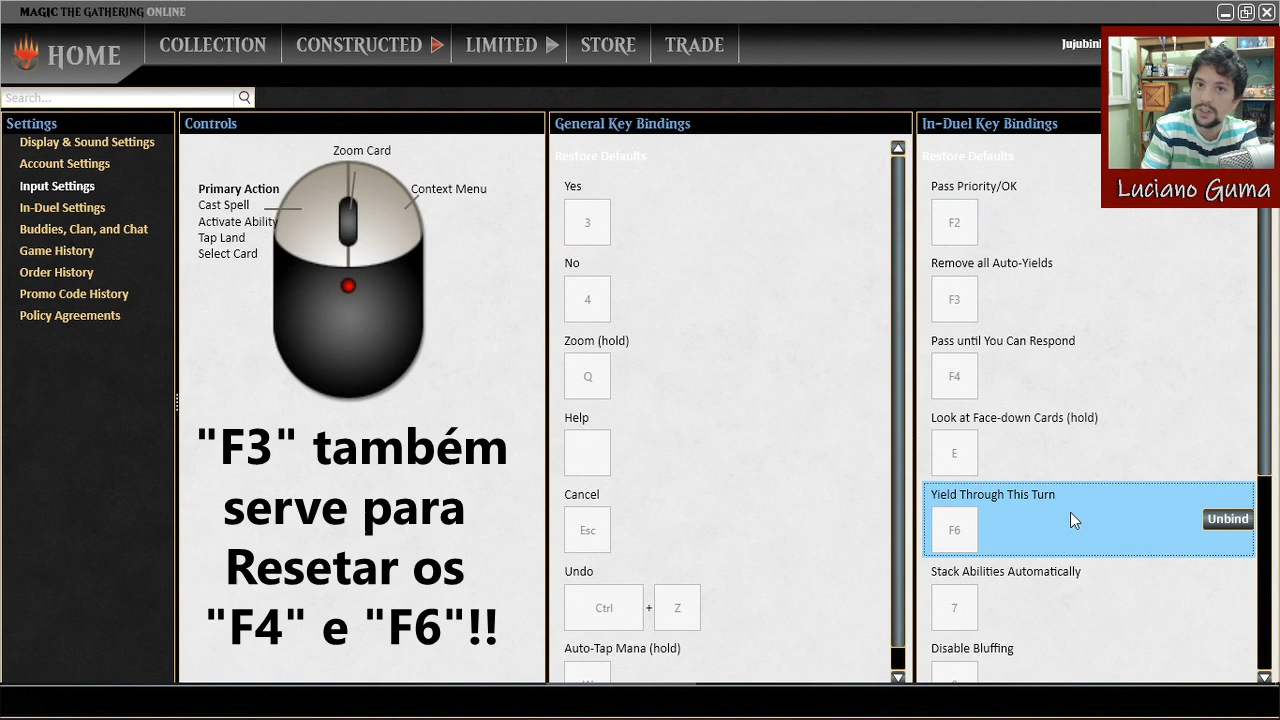 MAGIC THE GATHERING ONLINE
HOME
COLLECTION
CONSTRUCTED
LIMITED
STORE
TRADE
Search...
Settings
Display & Sound Settings
Account Settings
Input Settings
In-Duel Settings
Buddies, Clan, and Chat
Game History
Order History
Promo Code History
Policy Agreements
Controls
Zoom Card
Primary Action
Cast Spell
Activate Ability
Tap Land
Select Card
Context Menu
"F3" também
serve para
Resetar os
"F4" e "F6"!!
General Key Bindings
Restore Defaults
Yes
3
No
4
Zoom (hold)
Q
Help
Cancel
Esc
Undo
Ctrl + Z
Auto-Tap Mana (hold)
In-Duel Key Bindings
Restore Defaults
Pass Priority/OK
F2
Remove all Auto-Yields
F3
Pass until You Can Respond
F4
Look at Face-down Cards (hold)
E
Yield Through This Turn
F6
Unbind
Stack Abilities Automatically
7
Disable Bluffing
Luciano Guma